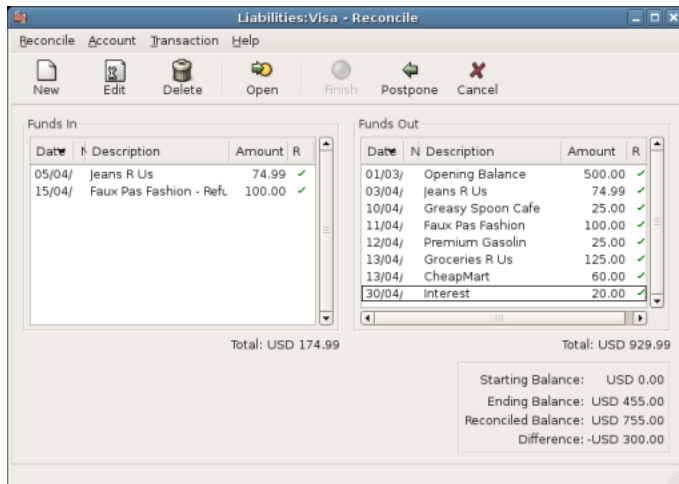 Liabilities:Visa - Reconcile
Reconcile Account Transaction Help
New Edit Delete Open Finish Postpone Cancel
Funds In
Date N Description Amount R
05/04/ Jeans R Us 74.99
15/04/ Faux Pas Fashion - Refu 100.00
Total: USD 174.99
Funds Out
Date N Description Amount R
01/03/ Opening Balance 500.00
03/04/ Jeans R Us 74.99
10/04/ Greasy Spoon Cafe 25.00
11/04/ Faux Pas Fashion 100.00
12/04/ Premium Gasolin 25.00
13/04/ Groceries R Us 125.00
13/04/ CheapMart 60.00
30/04/ Interest 20.00
Total: USD 929.99
Starting Balance: USD 0.00
Ending Balance: USD 455.00
Reconciled Balance: USD 755.00
Difference: -USD 300.00